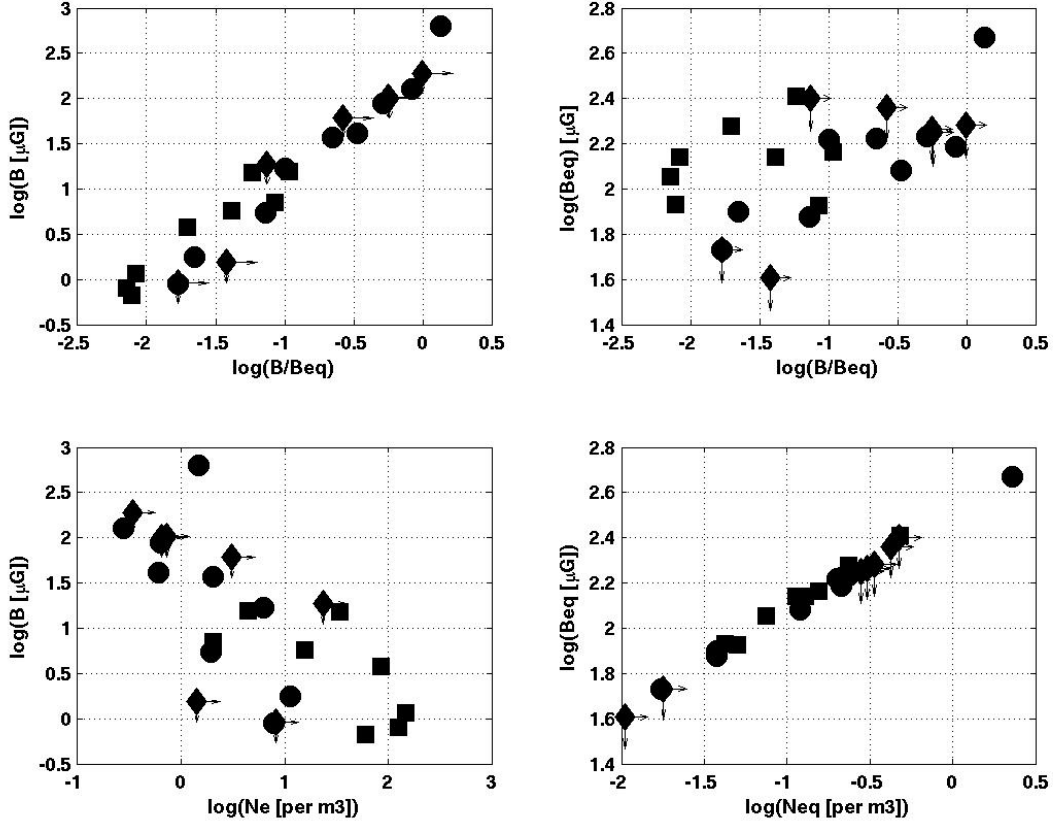 3
2.5
2
1.5
1
0.5
0
-0.5
-2.5 -2 -1.5 -1 -0.5 0 0.5
log(B/Beq)
log(B [μG])
2.8
2.6
2.4
2.2
2
1.8
1.6
1.4
-2.5 -2 -1.5 -1 -0.5 0 0.5
log(B/Beq)
log(Beq) [μG]
3
2.5
2
1.5
1
0.5
0
-0.5
-1 0 1 2 3
log(Ne [per m3])
log(B [μG])
2.8
2.6
2.4
2.2
2
1.8
1.6
1.4
-2 -1.5 -1 -0.5 0 0.5
log(Neq [per m3])
log(Beq [μG])